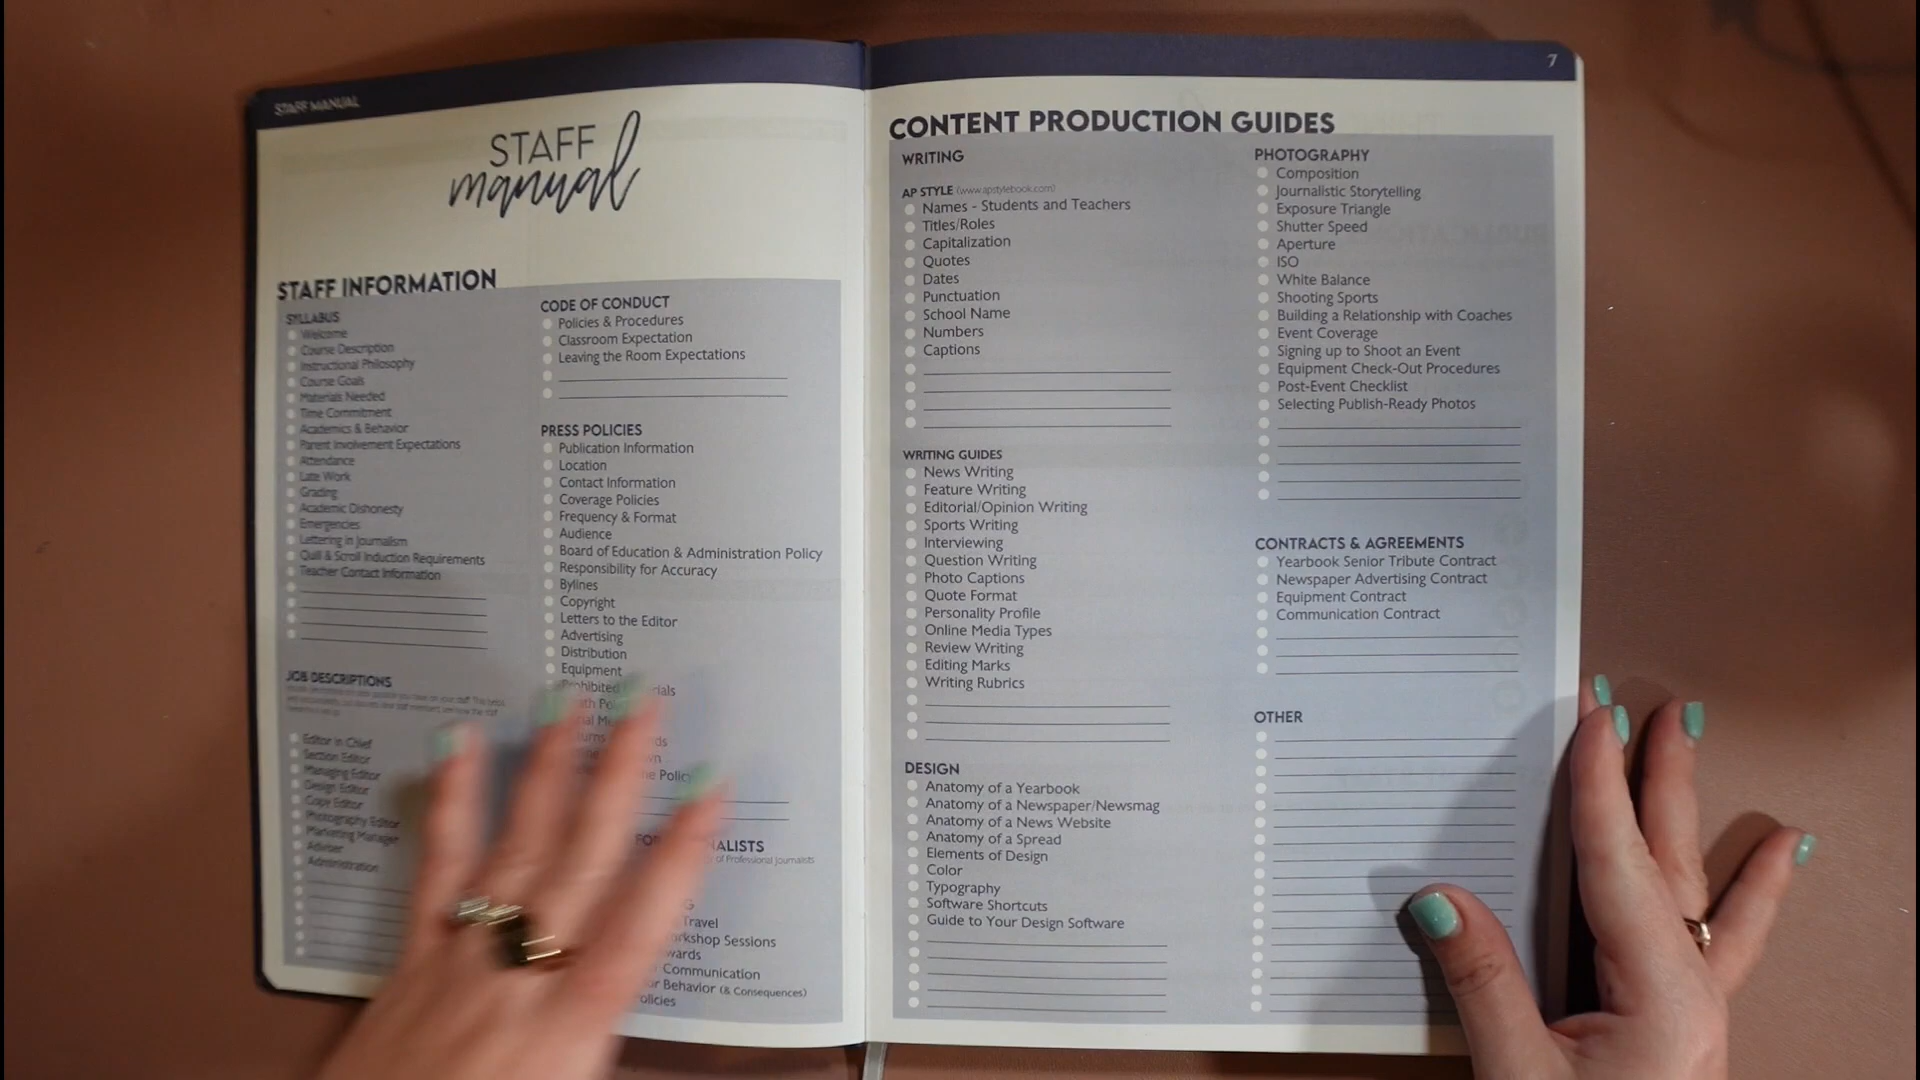 STAFF MANUAL
STAFF
manual
STAFF INFORMATION
SYLLABUS
Welcome
Course Description
Instructional Philosophy
Course Goals
Materials Needed
Time Commitment
Academics & Behavior
Parent Involvement Expectations
Attendance
Late Work
Grading
Academic Dishonesty
Emergencies
Lettering in Journalism
Quill & Scroll Induction Requirements
Teacher Contact Information
JOB DESCRIPTIONS
Editor in Chief
Section Editor
Managing Editor
Design Editor
Copy Editor
Photography Editor
Marketing Manager
Adviser
Administration
CODE OF CONDUCT
Policies & Procedures
Classroom Expectation
Leaving the Room Expectations
PRESS POLICIES
Publication Information
Location
Contact Information
Coverage Policies
Frequency & Format
Audience
Board of Education & Administration Policy
Responsibility for Accuracy
Bylines
Copyright
Letters to the Editor
Advertising
Distribution
Equipment
Prohibited
of Professional Journalists
Travel
Sessions
Communication
Behavior (& Consequences)
7
CONTENT PRODUCTION GUIDES
WRITING
AP STYLE (www.apstylebook.com)
Names - Students and Teachers
Titles/Roles
Capitalization
Quotes
Dates
Punctuation
School Name
Numbers
Captions
WRITING GUIDES
News Writing
Feature Writing
Editorial/Opinion Writing
Sports Writing
Interviewing
Question Writing
Photo Captions
Quote Format
Personality Profile
Online Media Types
Review Writing
Editing Marks
Writing Rubrics
DESIGN
Anatomy of a Yearbook
Anatomy of a Newspaper/Newsmag
Anatomy of a News Website
Anatomy of a Spread
Elements of Design
Color
Typography
Software Shortcuts
Guide to Your Design Software
PHOTOGRAPHY
Composition
Journalistic Storytelling
Exposure Triangle
Shutter Speed
Aperture
ISO
White Balance
Shooting Sports
Building a Relationship with Coaches
Event Coverage
Signing up to Shoot an Event
Equipment Check-Out Procedures
Post-Event Checklist
Selecting Publish-Ready Photos
CONTRACTS & AGREEMENTS
Yearbook Senior Tribute Contract
Newspaper Advertising Contract
Equipment Contract
Communication Contract
OTHER